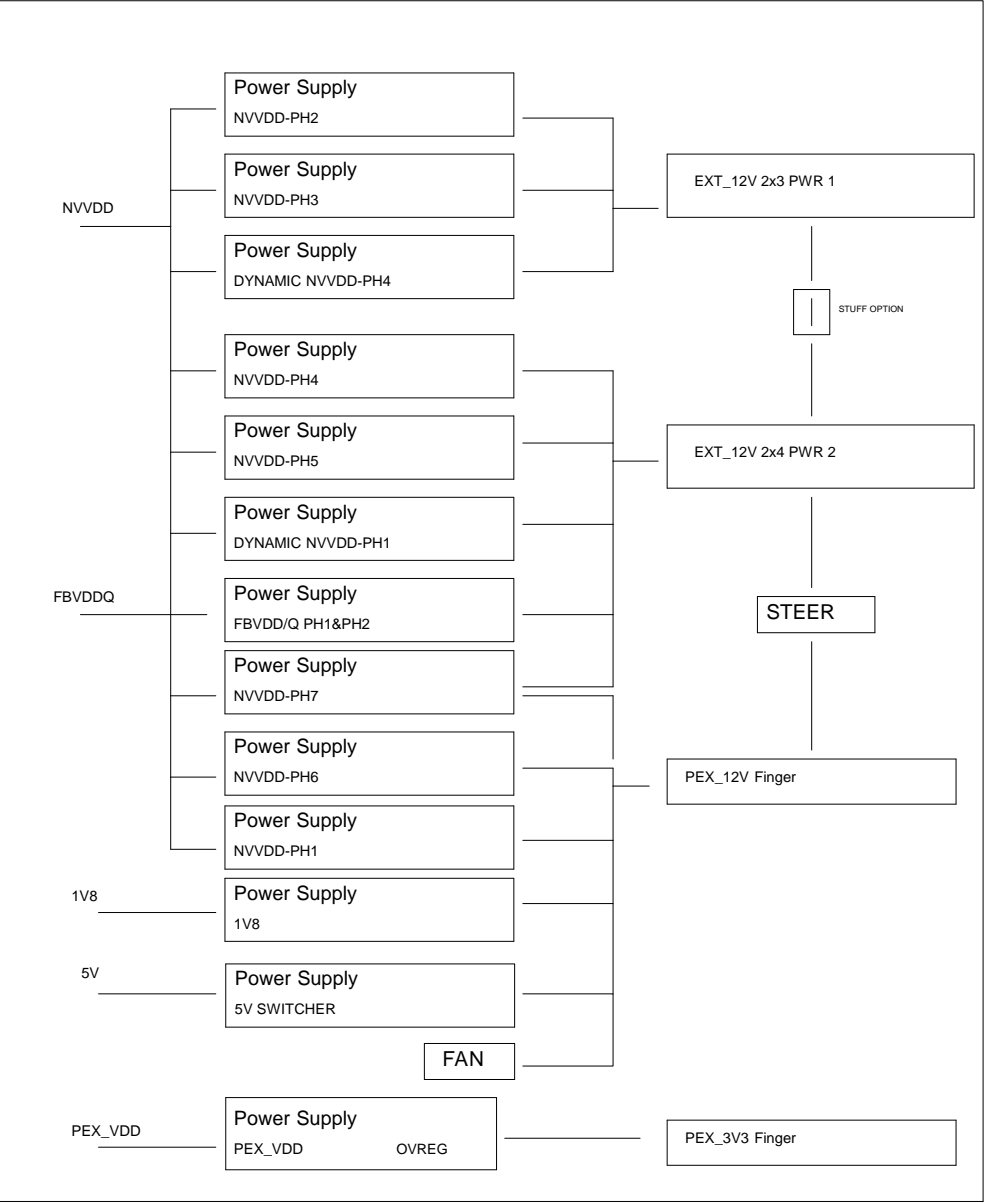 Power Supply
NVVDD-PH2
Power Supply
NVVDD-PH3
EXT_12V 2x3 PWR 1
NVVDD
Power Supply
DYNAMIC NVVDD-PH4
STUFF OPTION
Power Supply
NVVDD-PH4
Power Supply
NVVDD-PH5
EXT_12V 2x4 PWR 2
Power Supply
DYNAMIC NVVDD-PH1
FBVDDQ
Power Supply
FBVDD/Q PH1&PH2
STEER
Power Supply
NVVDD-PH7
Power Supply
NVVDD-PH6
PEX_12V Finger
Power Supply
NVVDD-PH1
1V8
Power Supply
1V8
5V
Power Supply
5V SWITCHER
FAN
PEX_VDD
Power Supply
PEX_VDD OVREG
PEX_3V3 Finger